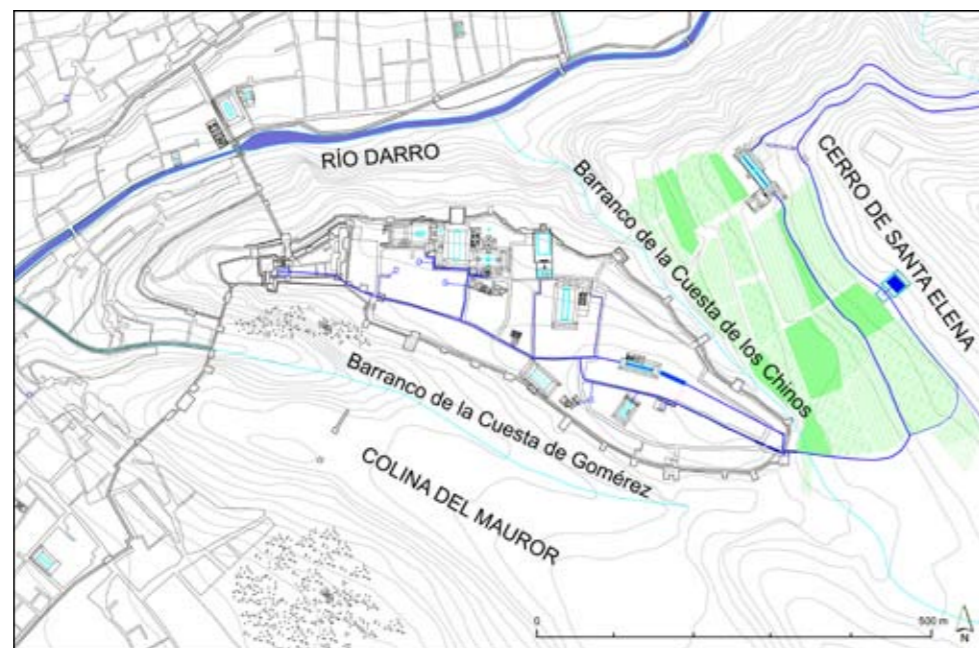 RÍO DARRO
Barranco de la Cuesta de los Chinos
CERRO DE SANTA ELENA
Barranco de la Cuesta de Gomérez
COLINA DEL MAUROR
0
500 m
N